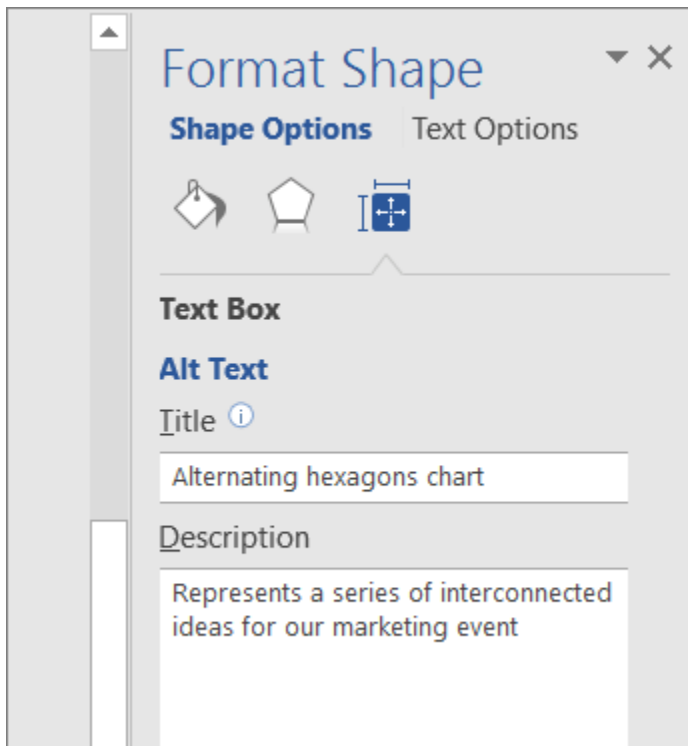 Format Shape
Shape Options Text Options
Text Box
Alt Text
Title
Alternating hexagons chart
Description
Represents a series of interconnected
ideas for our marketing event